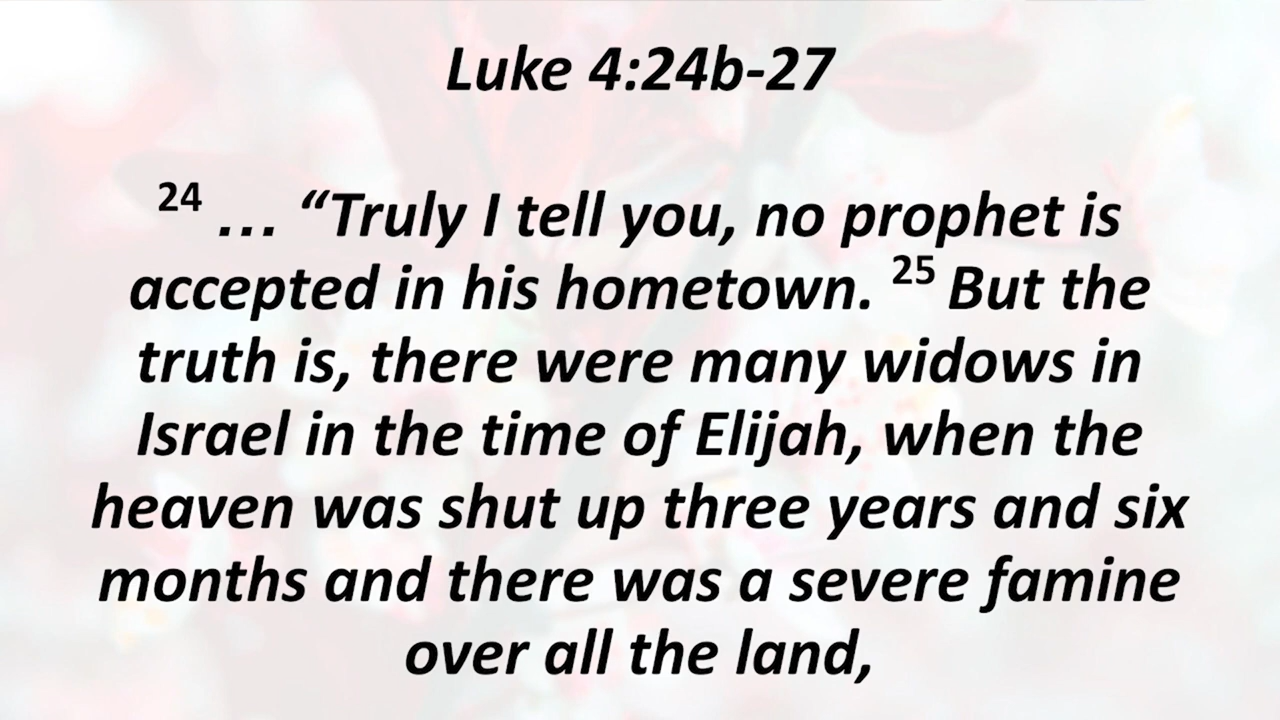 Luke 4:24b-27
24 … “Truly I tell you, no prophet is
accepted in his hometown. 25 But the
truth is, there were many widows in
Israel in the time of Elijah, when the
heaven was shut up three years and six
months and there was a severe famine
over all the land,